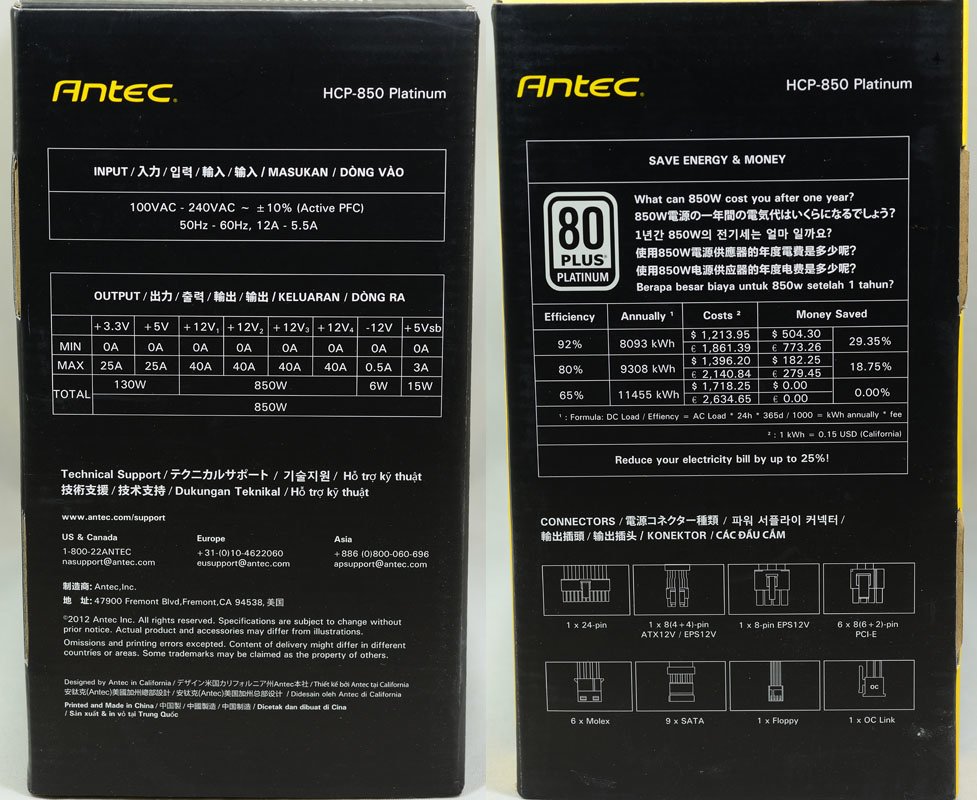 Antec
HCP-850 Platinum
INPUT / 入力 / 입력 / 輸入 / 输入 / MASUKAN / DÒNG VÀO
100VAC - 240VAC ~ ±10% (Active PFC)
50Hz - 60Hz, 12A - 5.5A
OUTPUT / 出力 / 출력 / 輸出 / 输出 / KELUARAN / DÒNG RA
+3.3V +5V +12V₁ +12V₂ +12V₃ +12V₄ -12V +5Vsb
MIN 0A 0A 0A 0A 0A 0A 0A 0A
MAX 25A 25A 40A 40A 40A 40A 0.5A 3A
TOTAL 130W 850W 6W 15W
850W
Technical Support / テクニカルサポート / 기술지원 / Hỗ trợ kỹ thuật
技術支援 / 技术支持 / Dukungan Teknikal / Hỗ trợ kỹ thuật
www.antec.com/support
US & Canada Europe Asia
1-800-22ANTEC +31-(0)10-4622060 +886 (0)800-060-696
nasupport@antec.com eusupport@antec.com apsupport@antec.com
制造商: Antec,Inc.
地 址: 47900 Fremont Blvd,Fremont,CA 94538, 美国
©2012 Antec Inc. All rights reserved. Specifications are subject to change without
prior notice. Actual product and accessories may differ from illustrations.
Omissions and printing errors excepted. Content of delivery might differ in different
countries or areas. Some trademarks may be claimed as the property of others.
Designed by Antec in California / デザイン米国カリフォルニア州Antec本社 / Thiết kế bởi Antec tại California
安鈦克(Antec)美國加州總部設計 / 安钛克(Antec)美国加州总部设计 / Didesain oleh Antec di California
Printed and Made in China / 中国製 / 中國製造 / 中国制造 / Dicetak dan dibuat di Cina
/ Sản xuất & in vỏ tại Trung Quốc
Antec
HCP-850 Platinum
SAVE ENERGY & MONEY
80
PLUS®
PLATINUM
What can 850W cost you after one year?
850W電源の一年間の電気代はいくらになるでしょう?
1년간 850W의 전기세는 얼마 일까요?
使用850W電源供應器的年度電費是多少呢?
使用850W电源供应器的年度电费是多少呢?
Berapa besar biaya untuk 850w setelah 1 tahun?
Efficiency Annually ¹ Costs ² Money Saved
92% 8093 kWh $ 1,213.95 $ 504.30 29.35%
€ 1,861.39 € 773.26
80% 9308 kWh $ 1,396.20 $ 182.25 18.75%
€ 2,140.84 € 279.45
65% 11455 kWh $ 1,718.25 $ 0.00 0.00%
€ 2,634.65 € 0.00
¹ : Formula: DC Load / Effiency = AC Load * 24h * 365d / 1000 = kWh annually * fee
² : 1 kWh = 0.15 USD (California)
Reduce your electricity bill by up to 25%!
CONNECTORS / 電源コネクター種類 / 파워 서플라이 커넥터 /
輸出插頭 / 输出插头 / KONEKTOR / CÁC ĐẦU CẮM
1 x 24-pin
1 x 8(4+4)-pin
ATX12V / EPS12V
1 x 8-pin EPS12V
6 x 8(6+2)-pin
PCI-E
OC
6 x Molex
9 x SATA
1 x Floppy
1 x OC Link